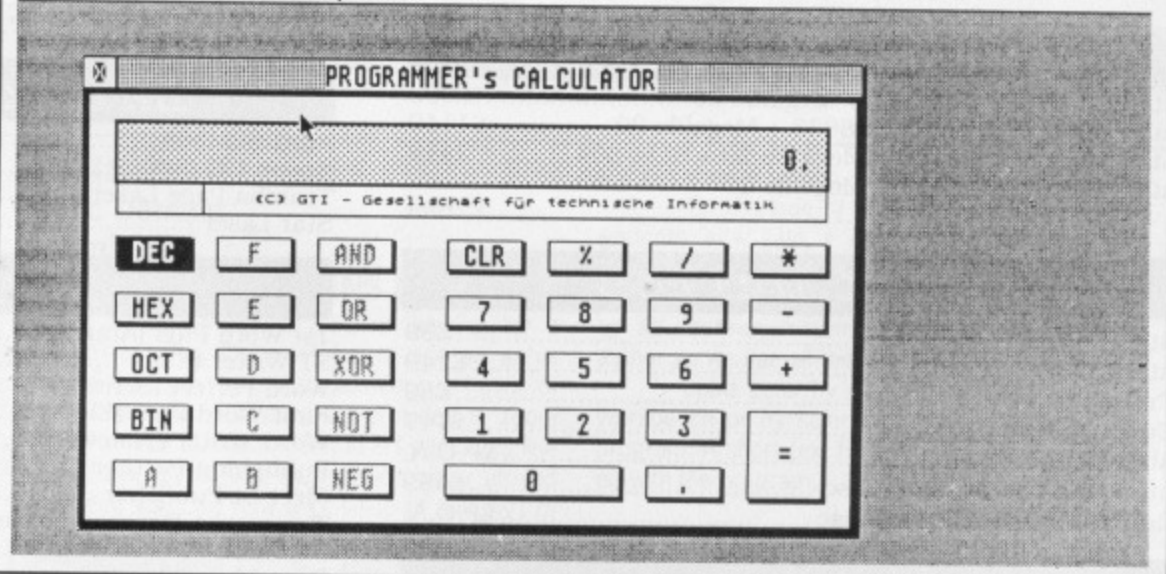 PROGRAMMER's CALCULATOR
0.
(C) GTI - Gesellschaft für technische Informatik
DEC F AND CLR % / *
HEX E OR 7 8 9 -
OCT D XOR 4 5 6 +
BIN C NOT 1 2 3 =
A B NEG 0 .